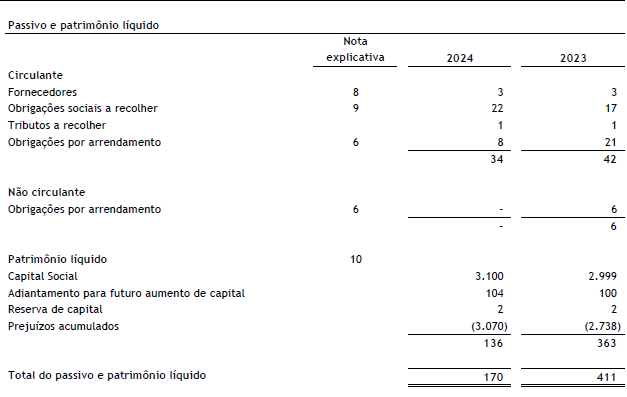 Passivo e patrimônio líquido
Nota
explicativa 2024 2023
Circulante
Fornecedores 8 3 3
Obrigações sociais a recolher 9 22 17
Tributos a recolher 1 1
Obrigações por arrendamento 6 8 21
34 42
Não circulante
Obrigações por arrendamento 6 - 6
- 6
Patrimônio líquido 10
Capital Social 3.100 2.999
Adiantamento para futuro aumento de capital 104 100
Reserva de capital 2 2
Prejuízos acumulados (3.070) (2.738)
136 363
Total do passivo e patrimônio líquido 170 411